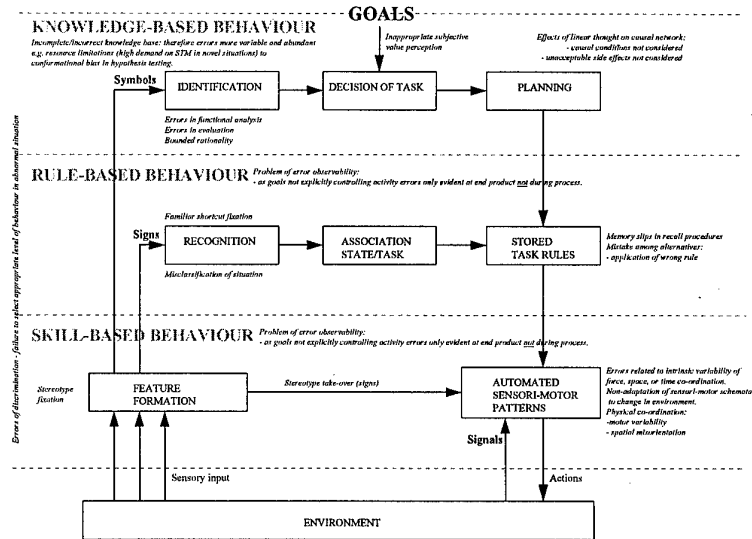 GOALS
KNOWLEDGE-BASED BEHAVIOUR
Incomplete/incorrect knowledge base: therefore errors more variable and abundant
e.g. resource limitations (high demand on STM in novel situations) to
conformational bias in hypothesis testing.
Inappropriate subjective
value perception
Effects of linear thought on causal network:
- causal conditions not considered
- unacceptable side effects not considered
Symbols
IDENTIFICATION
DECISION OF TASK
PLANNING
Errors in functional analysis
Errors in evaluation
Bounded rationality
Errors of discrimination - failure to select appropriate level of behaviour in abnormal situation
RULE-BASED BEHAVIOUR
Problem of error observability:
- as goals not explicitly controlling activity errors only evident at end product not during process.
Familiar shortcut fixation
Signs
RECOGNITION
ASSOCIATION
STATE/TASK
STORED
TASK RULES
Memory slips in recall procedures
Mistake among alternatives:
- application of wrong rule
Misclassification of situation
SKILL-BASED BEHAVIOUR
Problem of error observability:
- as goals not explicitly controlling activity errors only evident at end product not during process.
Stereotype
fixation
FEATURE
FORMATION
Stereotype take-over (signs)
AUTOMATED
SENSORI-MOTOR
PATTERNS
Errors related to intrinsic variability of
force, space, or time co-ordination.
Non-adaptation of sensori-motor schemata
to change in environment.
Physical co-ordination:
-motor variability
- spatial misorientation
Signals
Sensory input
Actions
ENVIRONMENT